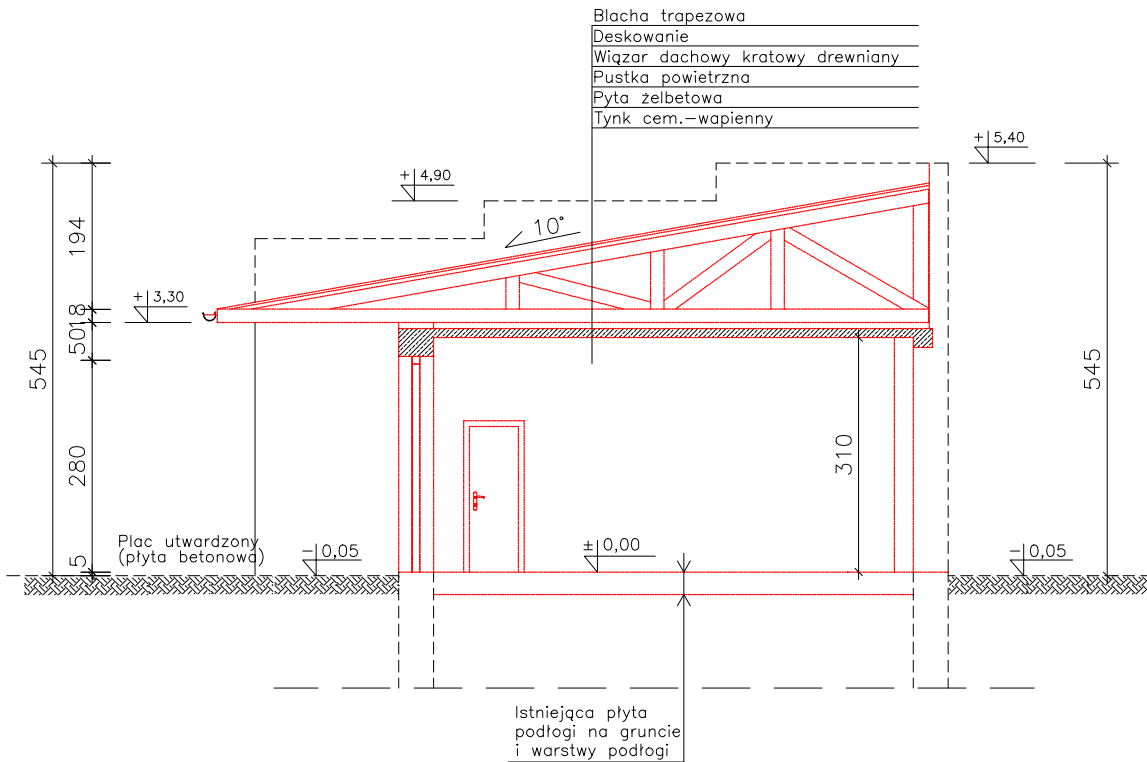 Blacha trapezowa
Deskowanie
Wiązar dachowy kratowy drewniany
Pustka powietrzna
Pyta żelbetowa
Tynk cem.–wapienny
+ 5,40
+ 4,90
10°
+ 3,30
194
18
50
280
5
545
310
545
Plac utwardzony
(płyta betonowa)
– 0,05
± 0,00
– 0,05
Istniejąca płyta
podłogi na gruncie
i warstwy podłogi